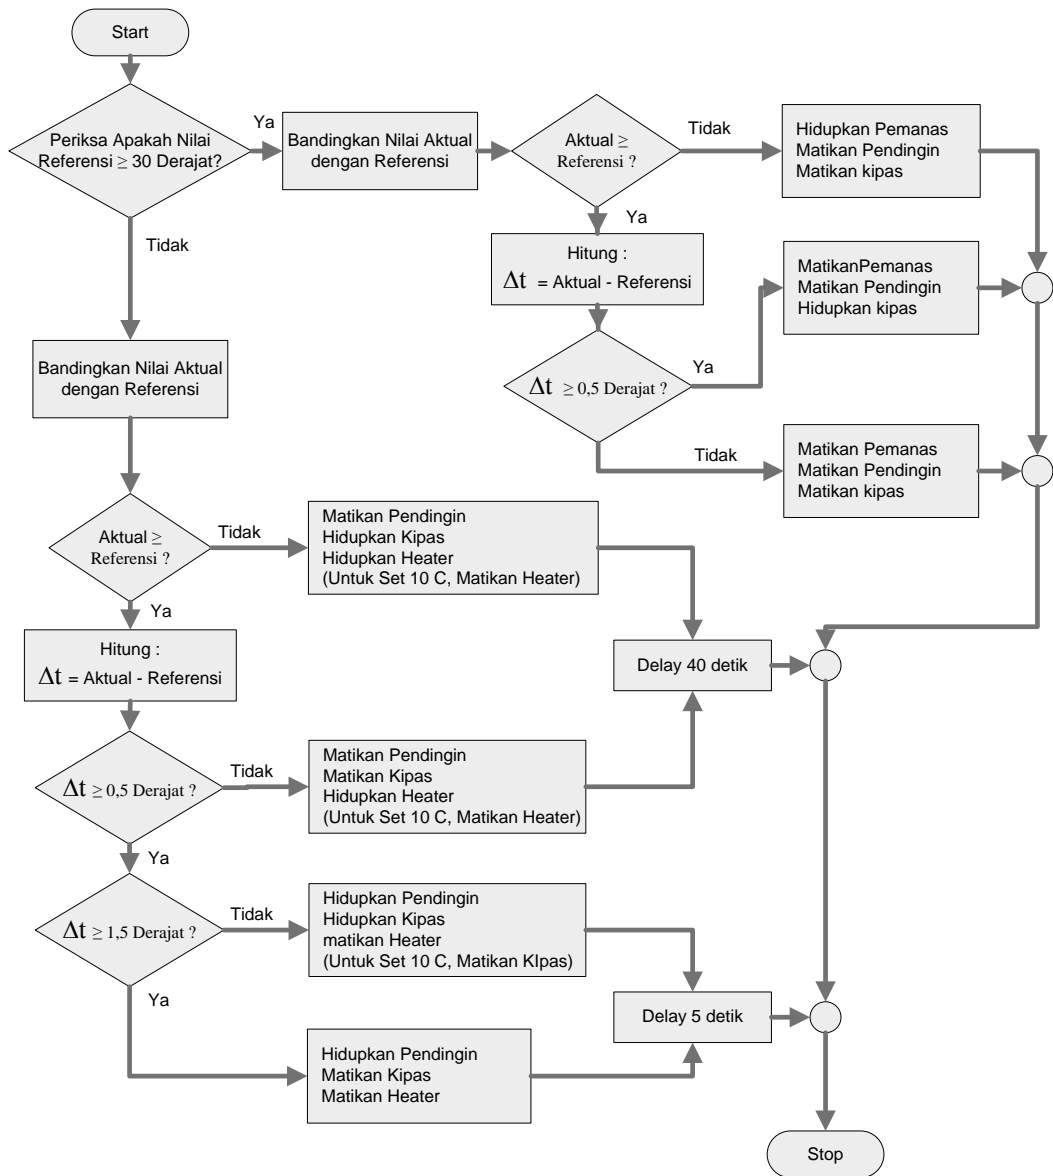 Start
Periksa Apakah Nilai
Referensi ≥ 30 Derajat?
Ya
Bandingkan Nilai Aktual
dengan Referensi
Aktual ≥
Referensi ?
Tidak
Hidupkan Pemanas
Matikan Pendingin
Matikan kipas
Ya
Hitung :
Δt = Aktual - Referensi
MatikanPemanas
Matikan Pendingin
Hidupkan kipas
Δt ≥ 0,5 Derajat ?
Ya
Tidak
Matikan Pemanas
Matikan Pendingin
Matikan kipas
Tidak
Bandingkan Nilai Aktual
dengan Referensi
Aktual ≥
Referensi ?
Tidak
Matikan Pendingin
Hidupkan Kipas
Hidupkan Heater
(Untuk Set 10 C, Matikan Heater)
Ya
Hitung :
Δt = Aktual - Referensi
Delay 40 detik
Δt ≥ 0,5 Derajat ?
Tidak
Matikan Pendingin
Matikan Kipas
Hidupkan Heater
(Untuk Set 10 C, Matikan Heater)
Ya
Δt ≥ 1,5 Derajat ?
Tidak
Hidupkan Pendingin
Hidupkan Kipas
matikan Heater
(Untuk Set 10 C, Matikan KIpas)
Ya
Delay 5 detik
Hidupkan Pendingin
Matikan Kipas
Matikan Heater
Stop